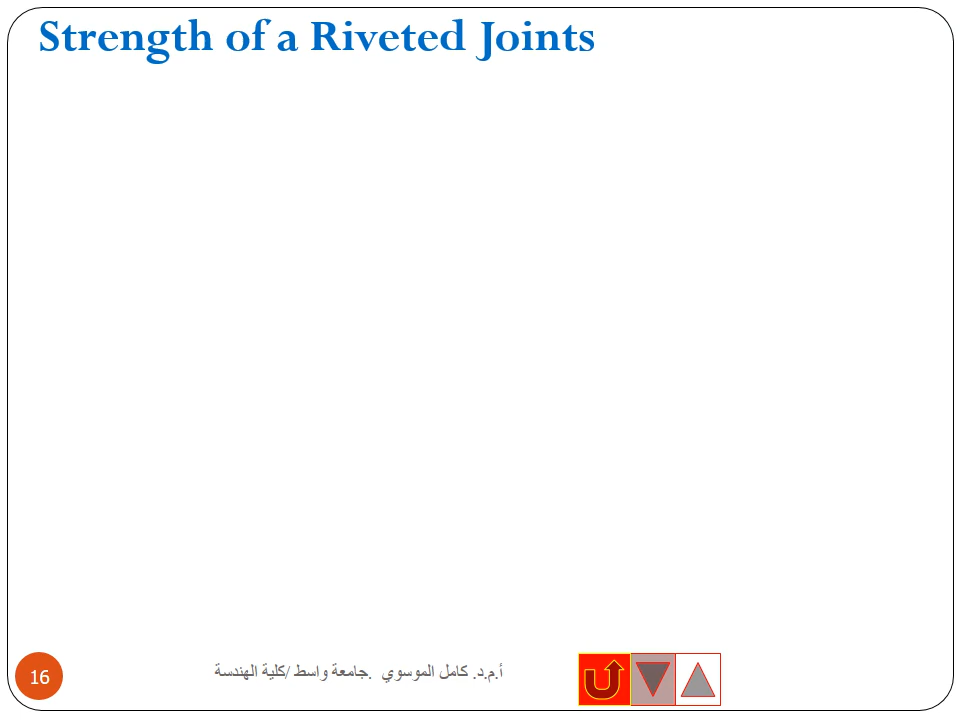 Strength of a Riveted Joints
16
أ.م.د. كامل الموسوي .جامعة واسط /كلية الهندسة